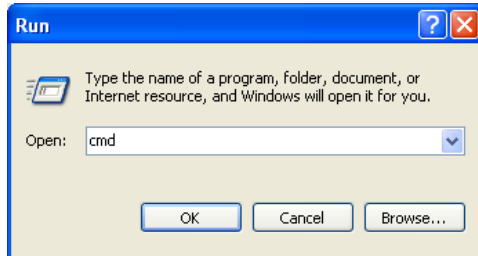 Run
Type the name of a program, folder, document, or
Internet resource, and Windows will open it for you.
Open: cmd
OK Cancel Browse...